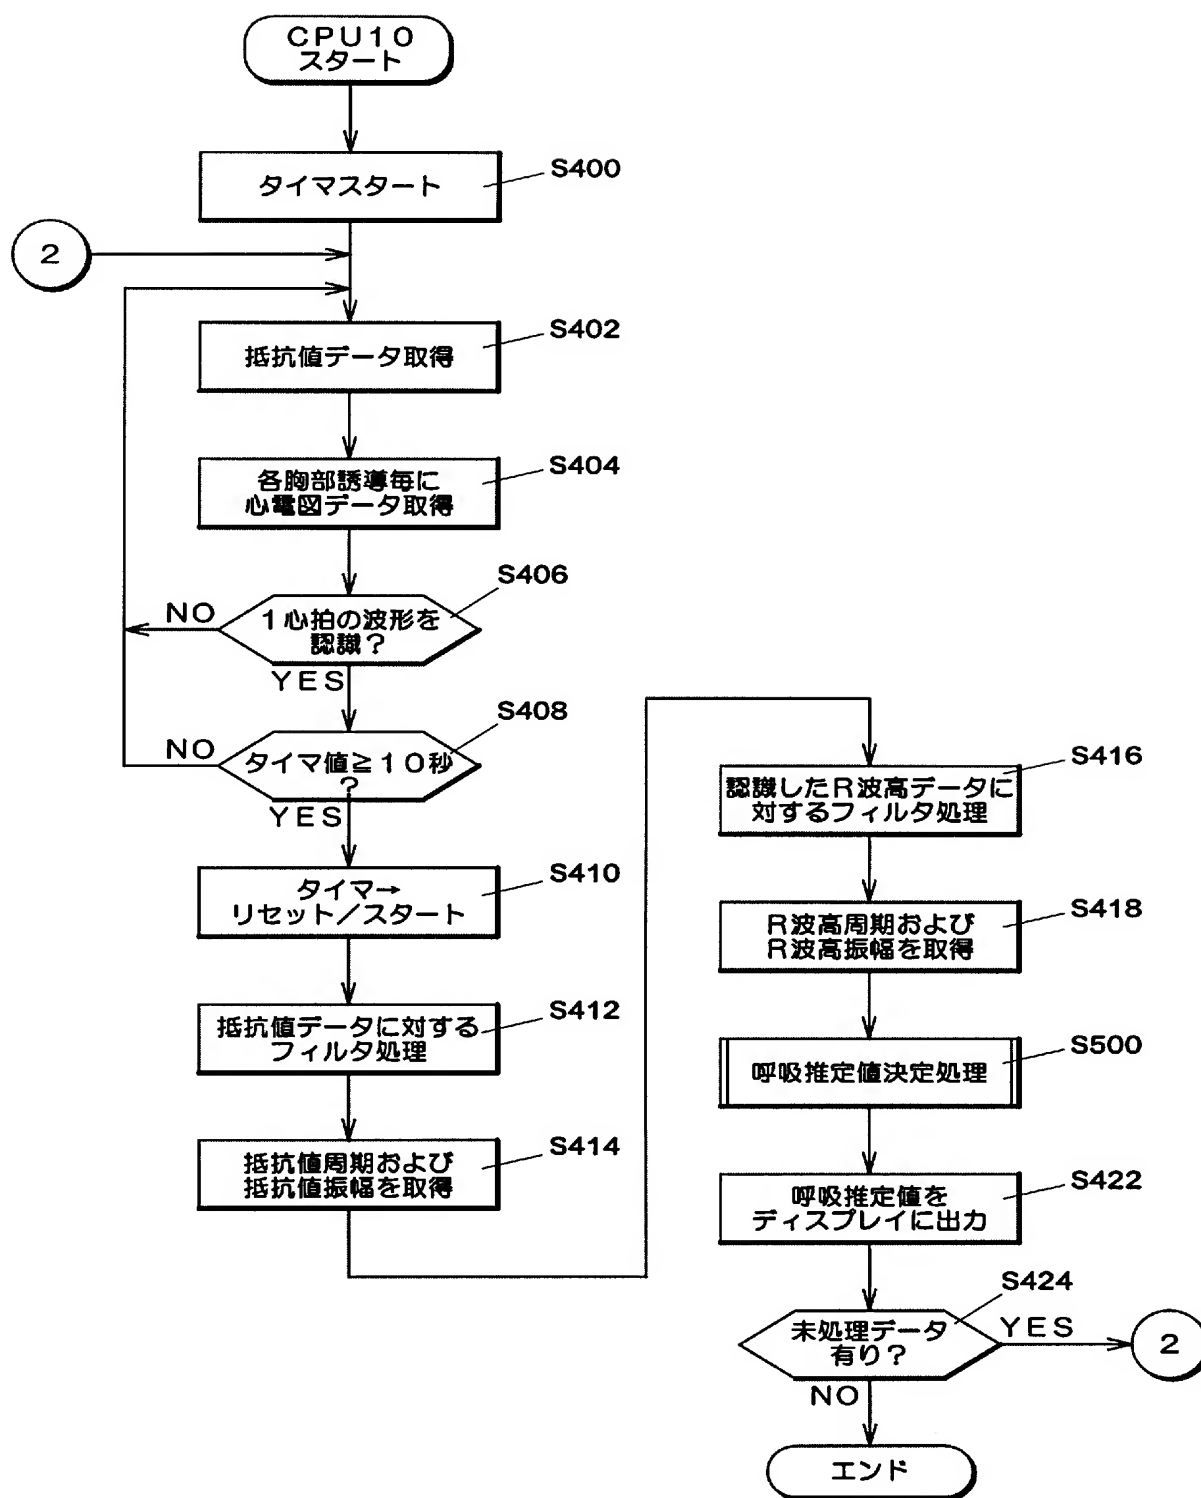 CPU10
スタート
タイマスタート
S400
2
抵抗値データ取得
S402
各胸部誘導毎に
心電図データ取得
S404
1心拍の波形を
認識?
S406
NO
YES
タイマ値≧10秒
?
S408
NO
YES
タイマ→
リセット/スタート
S410
抵抗値データに対する
フィルタ処理
S412
抵抗値周期および
抵抗値振幅を取得
S414
認識したR波高データに
対するフィルタ処理
S416
R波高周期および
R波高振幅を取得
S418
呼吸推定値決定処理
S500
呼吸推定値を
ディスプレイに出力
S422
未処理データ
有り?
S424
YES
2
NO
エンド